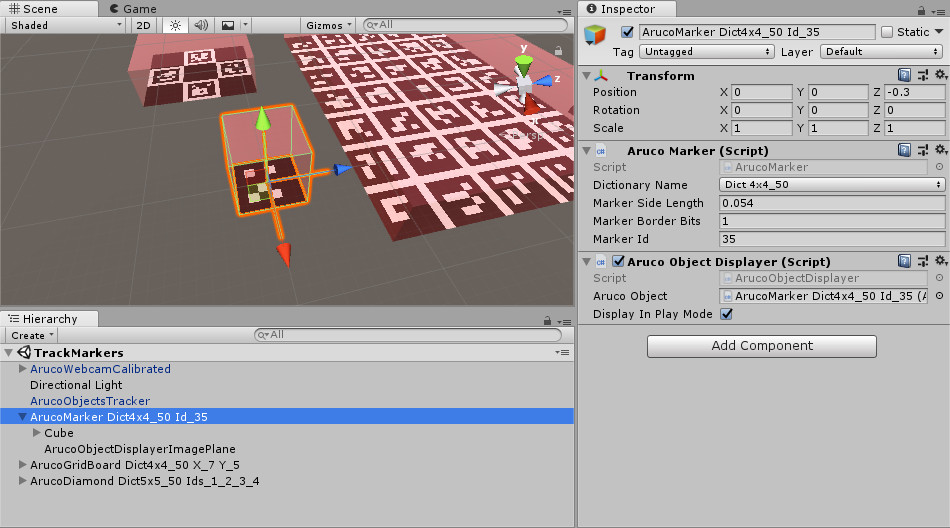 Scene Game
Shaded 2D Gizmos All
y
z
x
Persp
Hierarchy
Create All
TrackMarkers
ArucoWebcamCalibrated
Directional Light
ArucoObjectsTracker
ArucoMarker Dict4x4_50 Id_35
Cube
ArucoObjectDisplayerImagePlane
ArucoGridBoard Dict4x4_50 X_7 Y_5
ArucoDiamond Dict5x5_50 Ids_1_2_3_4
Inspector
ArucoMarker Dict4x4_50 Id_35 Static
Tag Untagged Layer Default
Transform
Position X 0 Y 0 Z -0.3
Rotation X 0 Y 0 Z 0
Scale X 1 Y 1 Z 1
Aruco Marker (Script)
Script ArucoMarker
Dictionary Name Dict 4x4_50
Marker Side Length 0.054
Marker Border Bits 1
Marker Id 35
Aruco Object Displayer (Script)
Script ArucoObjectDisplayer
Aruco Object ArucoMarker Dict4x4_50 Id_35 (A
Display In Play Mode
Add Component